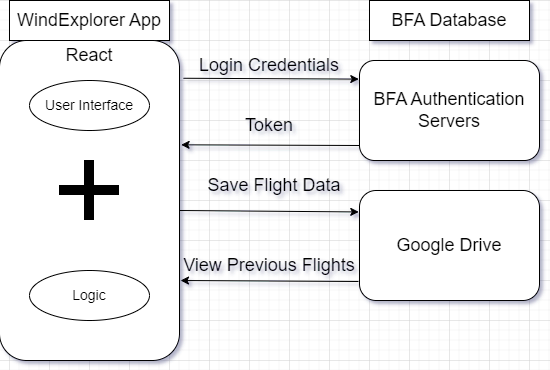 WindExplorer App
BFA Database
React
User Interface
Logic
Login Credentials
Token
BFA Authentication
Servers
Save Flight Data
View Previous Flights
Google Drive